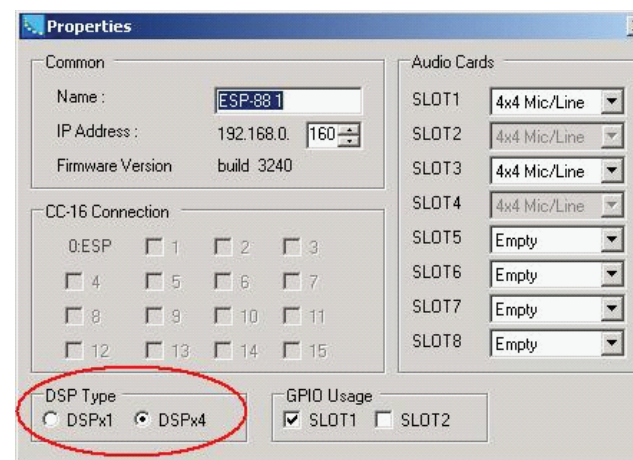 Properties
Common
Name :
ESP-88 1
IP Address :
192.168.0. 160
Firmware Version
build 3240
CC-16 Connection
0:ESP 1 2 3
4 5 6 7
8 9 10 11
12 13 14 15
DSP Type
DSPx1 DSPx4
GPIO Usage
SLOT1 SLOT2
Audio Cards
SLOT1 4x4 Mic/Line
SLOT2 4x4 Mic/Line
SLOT3 4x4 Mic/Line
SLOT4 4x4 Mic/Line
SLOT5 Empty
SLOT6 Empty
SLOT7 Empty
SLOT8 Empty